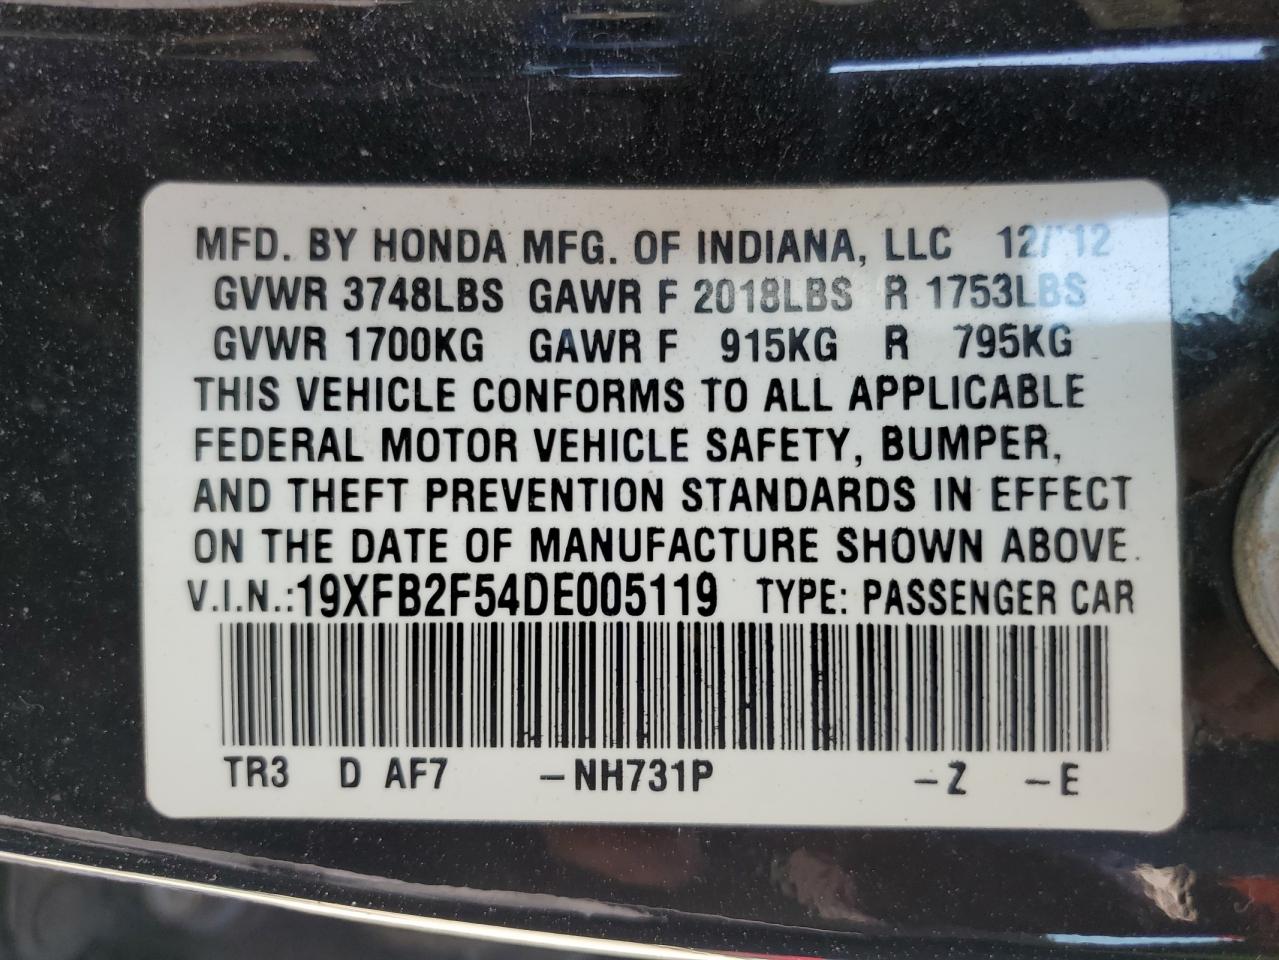 MFD. BY HONDA MFG. OF INDIANA, LLC 12/'12
GVWR 3748LBS GAWR F 2018LBS R 1753LBS
GVWR 1700KG GAWR F 915KG R 795KG
THIS VEHICLE CONFORMS TO ALL APPLICABLE
FEDERAL MOTOR VEHICLE SAFETY, BUMPER,
AND THEFT PREVENTION STANDARDS IN EFFECT
ON THE DATE OF MANUFACTURE SHOWN ABOVE.
V.I.N.:19XFB2F54DE005119 TYPE: PASSENGER CAR
TR3 D AF7 –NH731P –Z –E